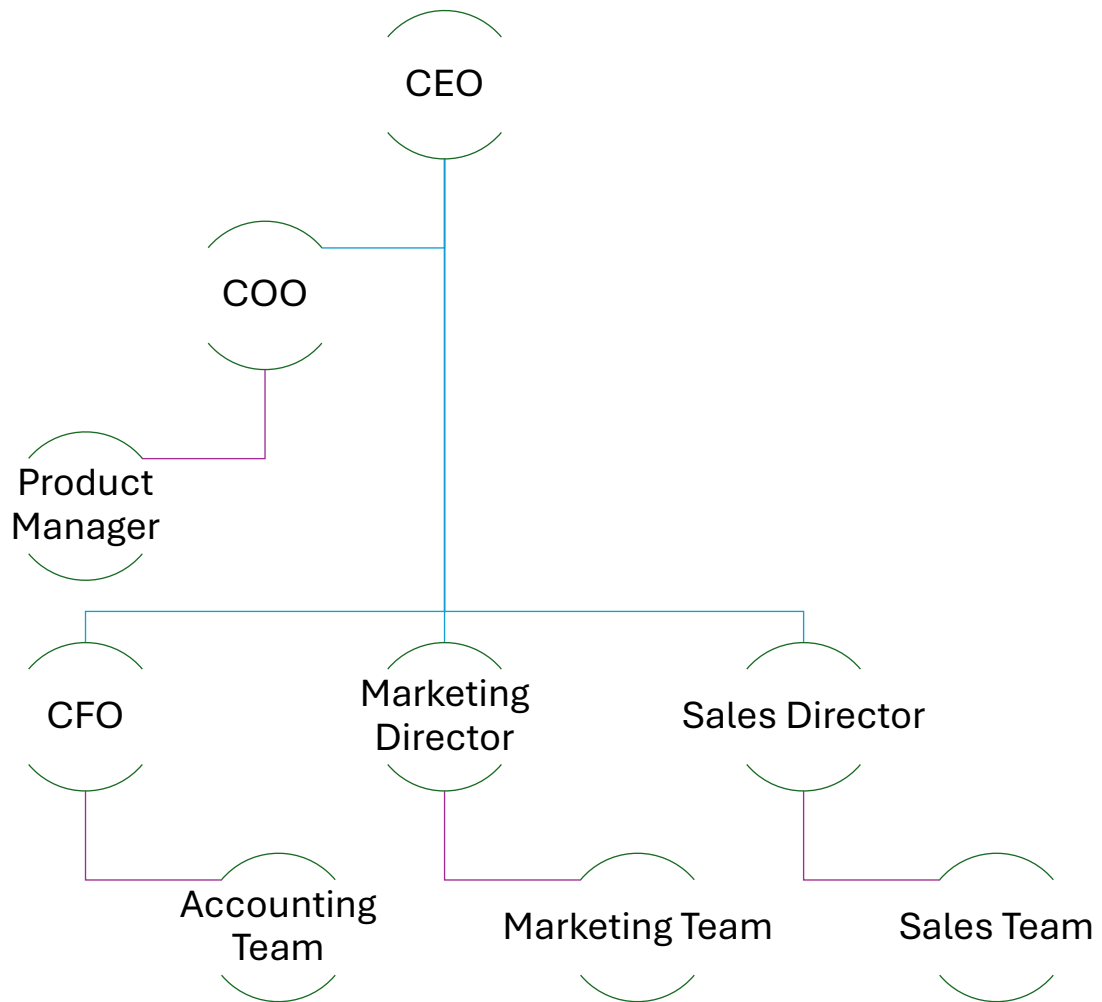 CEO
COO
Product
Manager
CFO
Marketing
Director
Sales Director
Accounting
Team
Marketing Team
Sales Team